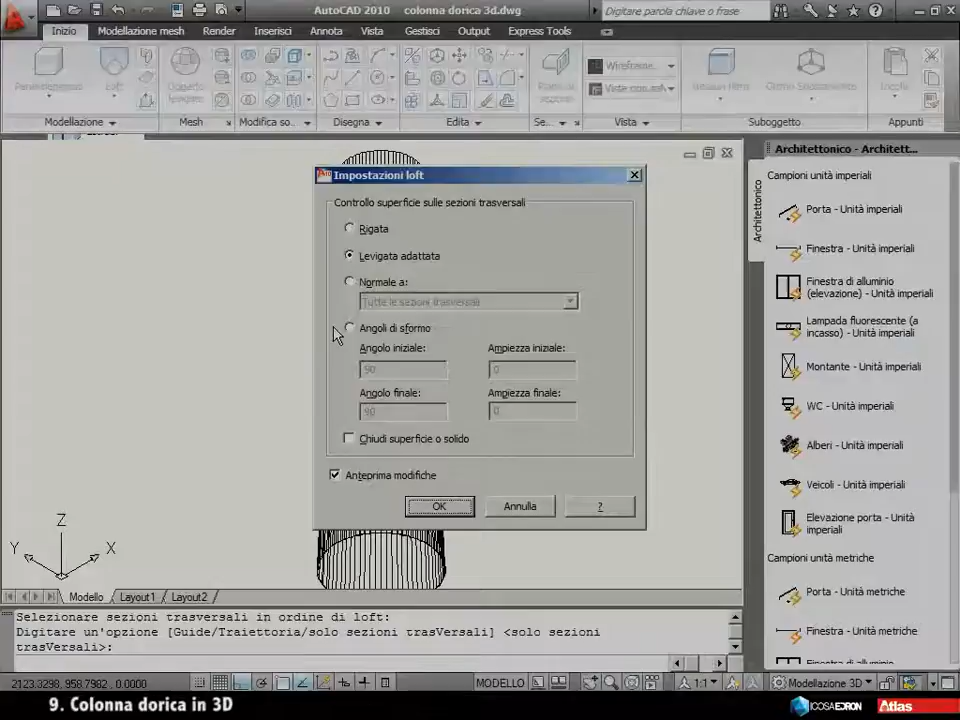 AutoCAD 2010 colonna dorica 3d.dwg
Digitare parola chiave o frase
Inizio Modellazione mesh Render Inserisci Annota Vista Gestisci Output Express Tools
Wireframe
Modellazione Mesh Modifica so... Disegna Edita Se... Vista Suboggetto Appunti
Architettonico - Architett...
Architettonico
Campioni unità imperiali
Porta - Unità imperiali
Finestra - Unità imperiali
Finestra di alluminio
(elevazione) - Unità imperiali
Lampada fluorescente (a
incasso) - Unità imperiali
Montante - Unità imperiali
WC - Unità imperiali
Alberi - Unità imperiali
Veicoli - Unità imperiali
Elevazione porta - Unità
imperiali
Campioni unità metriche
Porta - Unità metriche
Finestra - Unità metriche
Impostazioni loft
Controllo superficie sulle sezioni trasversali
Rigata
Levigata adattata
Normale a:
Tutte le sezioni trasversali
Angoli di sformo
Angolo iniziale: Ampiezza iniziale:
90 0
Angolo finale: Ampiezza finale:
90 0
Chiudi superficie o solido
Anteprima modifiche
OK Annulla ?
Z
Y X
Modello Layout1 Layout2
Selezionare sezioni trasversali in ordine di loft:
Digitare un'opzione [Guide/Traiettoria/solo sezioni trasVersali] <solo sezioni
trasVersali>:
2123.3298, 958.7982, 0.0000 MODELLO 1:1 Modellazione 3D
9. Colonna dorica in 3D ICOSAEDRON Atlas